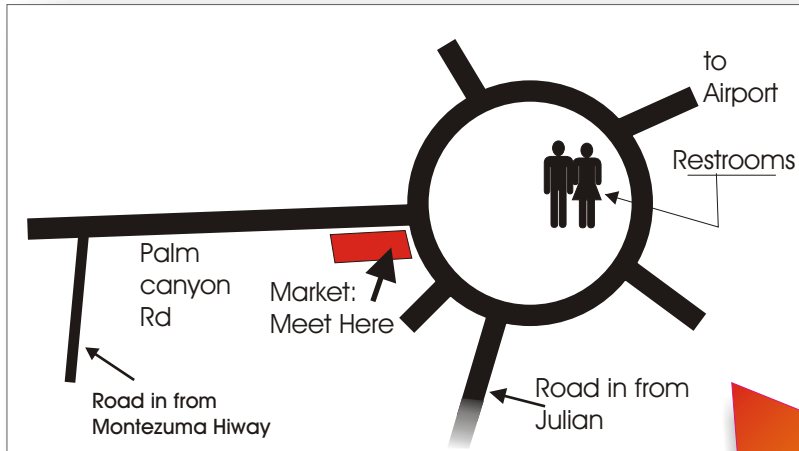 to
Airport
Restrooms
Palm
canyon
Rd
Market:
Meet Here
Road in from
Montezuma Hiway
Road in from
Julian